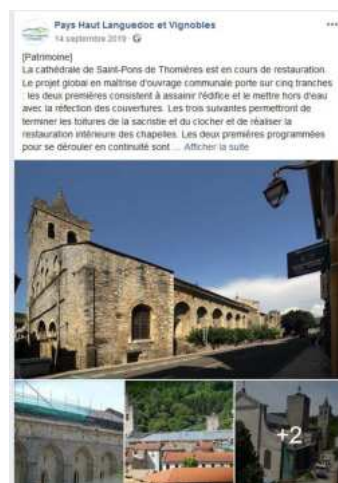 Pays Haut Languedoc et Vignobles
14 septembre 2019
[Patrimoine]
La cathédrale de Saint-Pons de Thomières est en cours de restauration.
Le projet global en maîtrise d'ouvrage communale porte sur cinq tranches
: les deux premières consistent à assainir l'édifice et le mettre hors d'eau
avec la réfection des couvertures. Les trois suivantes permettront de
terminer les toitures de la sacristie et du clocher et de réaliser la
restauration intérieure des chapelles. Les deux premières programmées
pour se dérouler en continuité sont ... Afficher la suite
+2